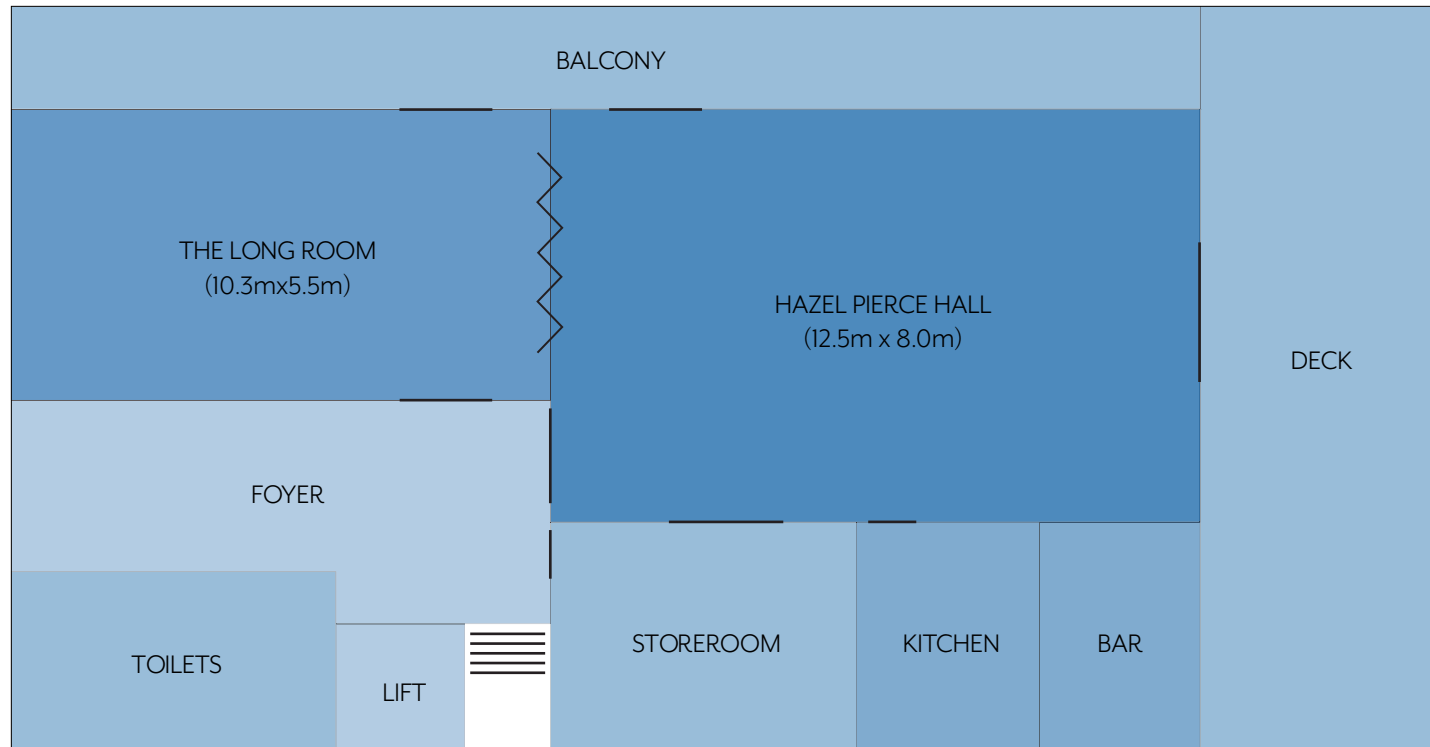 BALCONY
THE LONG ROOM
(10.3mx5.5m)
HAZEL PIERCE HALL
(12.5m x 8.0m)
DECK
FOYER
TOILETS
LIFT
STOREROOM
KITCHEN
BAR